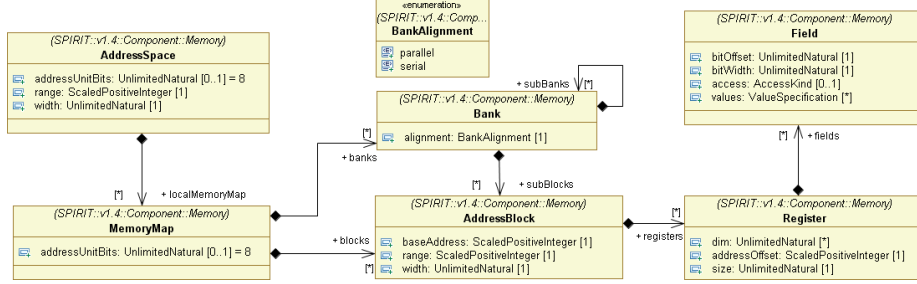 «enumeration»
(SPIRIT::v1.4::Comp...
BankAlignment
parallel
serial
(SPIRIT::v1.4::Component::Memory)
AddressSpace
addressUnitBits: UnlimitedNatural [0..1] = 8
range: ScaledPositiveInteger [1]
width: UnlimitedNatural [1]
(SPIRIT::v1.4::Component::Memory)
Field
bitOffset: UnlimitedNatural [1]
bitWidth: UnlimitedNatural [1]
access: AccessKind [0..1]
values: ValueSpecification [*]
+ subBanks
[*]
(SPIRIT::v1.4::Component::Memory)
Bank
alignment: BankAlignment [1]
[*]
+ banks
[*]
+ fields
[*]
+ localMemoryMap
[*]
+ subBlocks
(SPIRIT::v1.4::Component::Memory)
MemoryMap
addressUnitBits: UnlimitedNatural [0..1] = 8
+ blocks
[*]
(SPIRIT::v1.4::Component::Memory)
AddressBlock
baseAddress: ScaledPositiveInteger [1]
range: ScaledPositiveInteger [1]
width: UnlimitedNatural [1]
[*]
+ registers
(SPIRIT::v1.4::Component::Memory)
Register
dim: UnlimitedNatural [*]
addressOffset: ScaledPositiveInteger [1]
size: UnlimitedNatural [1]